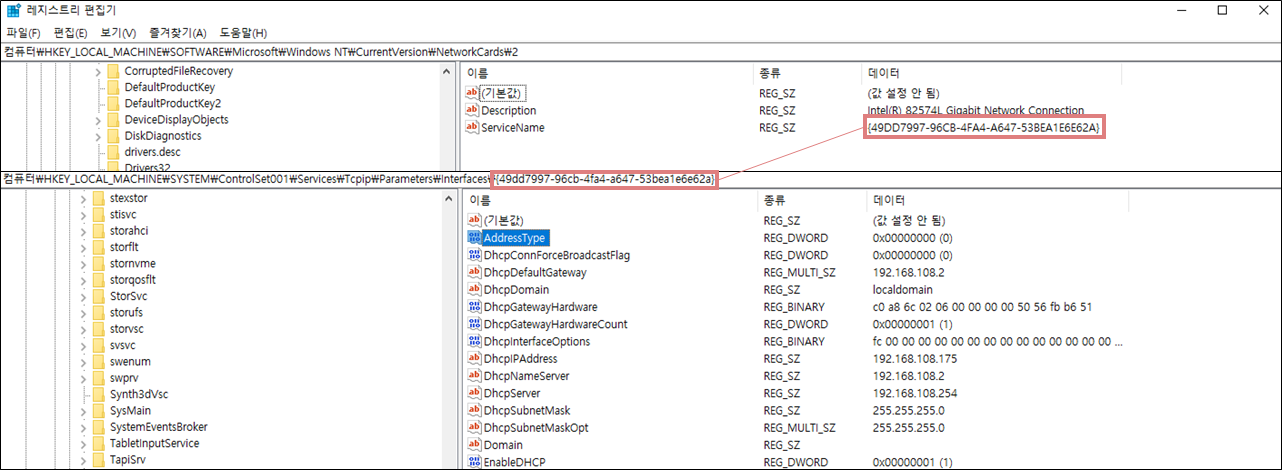 레지스트리 편집기
파일(F) 편집(E) 보기(V) 즐겨찾기(A) 도움말(H)
컴퓨터₩HKEY_LOCAL_MACHINE₩SOFTWARE₩Microsoft₩Windows NT₩CurrentVersion₩NetworkCards₩2
CorruptedFileRecovery
DefaultProductKey
DefaultProductKey2
DeviceDisplayObjects
DiskDiagnostics
drivers.desc
Drivers32
이름 종류 데이터
(기본값) REG_SZ (값 설정 안 됨)
Description REG_SZ Intel(R) 82574L Gigabit Network Connection
ServiceName REG_SZ {49DD7997-96CB-4FA4-A647-53BEA1E6E62A}
컴퓨터₩HKEY_LOCAL_MACHINE₩SYSTEM₩ControlSet001₩Services₩Tcpip₩Parameters₩Interfaces₩{49dd7997-96cb-4fa4-a647-53bea1e6e62a}
stexstor
stisvc
storahci
storflt
stornvme
storqosflt
StorSvc
storufs
storvsc
svsvc
swenum
swprv
Synth3dVsc
SysMain
SystemEventsBroker
TabletInputService
TapiSrv
이름 종류 데이터
(기본값) REG_SZ (값 설정 안 됨)
AddressType REG_DWORD 0x00000000 (0)
DhcpConnForceBroadcastFlag REG_DWORD 0x00000000 (0)
DhcpDefaultGateway REG_MULTI_SZ 192.168.108.2
DhcpDomain REG_SZ localdomain
DhcpGatewayHardware REG_BINARY c0 a8 6c 02 06 00 00 00 00 50 56 fb b6 51
DhcpGatewayHardwareCount REG_DWORD 0x00000001 (1)
DhcpInterfaceOptions REG_BINARY fc 00 00 00 00 00 00 00 00 00 00 00 00 00 00 ...
DhcpIPAddress REG_SZ 192.168.108.175
DhcpNameServer REG_SZ 192.168.108.2
DhcpServer REG_SZ 192.168.108.254
DhcpSubnetMask REG_SZ 255.255.255.0
DhcpSubnetMaskOpt REG_MULTI_SZ 255.255.255.0
Domain REG_SZ
EnableDHCP REG_DWORD 0x00000001 (1)